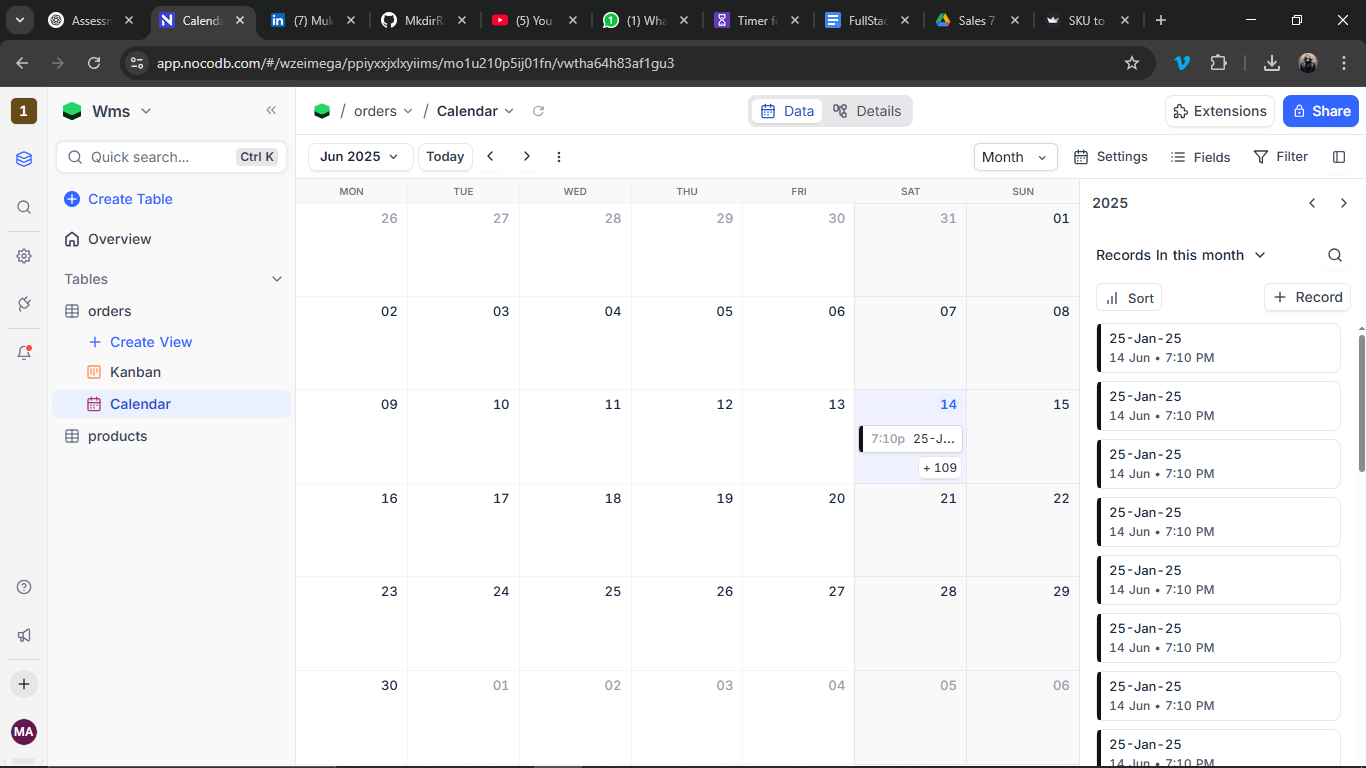 Assessn
Calenda
Muk
MkdirRa
(5) You
(1) Wha
Timer fo
FullStac
Sales 7
SKU to
app.nocodb.com/#/wzeimega/ppiyxxjxlxyiims/mo1u210p5ij01fn/vwtha64h83af1gu3
1
Wms
/ orders / Calendar
Data
Details
Extensions
Share
Quick search...
Ctrl K
Jun 2025
Today
Month
Settings
Fields
Filter
Create Table
Overview
Tables
orders
Create View
Kanban
Calendar
products
MA
MON TUE WED THU FRI SAT SUN
26 27 28 29 30 31 01
02 03 04 05 06 07 08
09 10 11 12 13 14 15
7:10p 25-J...
+ 109
16 17 18 19 20 21 22
23 24 25 26 27 28 29
30 01 02 03 04 05 06
2025
Records In this month
Sort
+ Record
25-Jan-25
14 Jun • 7:10 PM
25-Jan-25
14 Jun • 7:10 PM
25-Jan-25
14 Jun • 7:10 PM
25-Jan-25
14 Jun • 7:10 PM
25-Jan-25
14 Jun • 7:10 PM
25-Jan-25
14 Jun • 7:10 PM
25-Jan-25
14 Jun • 7:10 PM
25-Jan-25
14 Jun • 7:10 PM